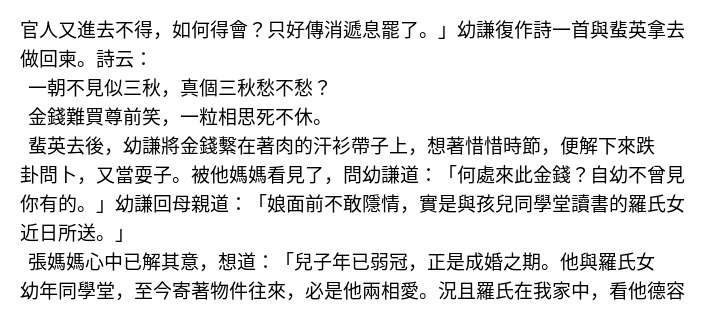 官人又進去不得，如何得會？只好傳消遞息罷了。」幼謙復作詩一首與蜚英拿去
做回柬。詩云：
一朝不見似三秋，真個三秋愁不愁？
金錢難買尊前笑，一粒相思死不休。
蜚英去後，幼謙將金錢繫在著肉的汗衫帶子上，想著惜惜時節，便解下來跌
卦問卜，又當耍子。被他媽媽看見了，問幼謙道：「何處來此金錢？自幼不曾見
你有的。」幼謙回母親道：「娘面前不敢隱情，實是與孩兒同學堂讀書的羅氏女
近日所送。」
張媽媽心中已解其意，想道：「兒子年已弱冠，正是成婚之期。他與羅氏女
幼年同學堂，至今寄著物件往來，必是他兩相愛。況且羅氏在我家中，看他德容